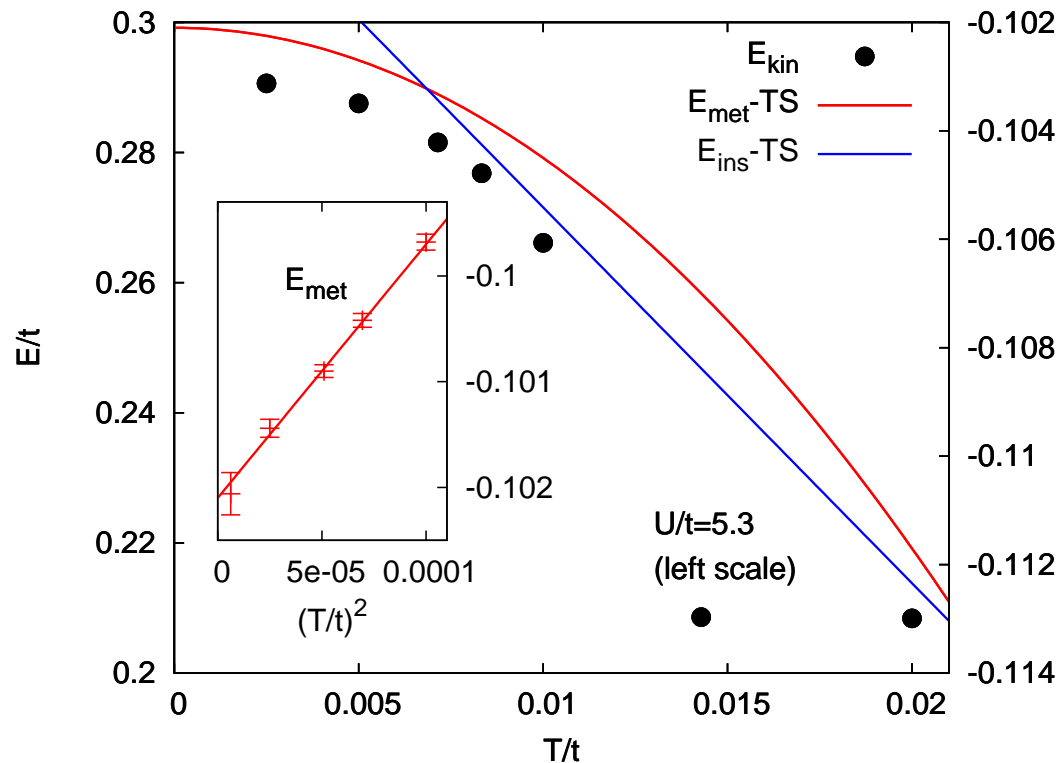 0.3
0.28
0.26
0.24
0.22
0.2
E/t
-0.102
-0.104
-0.106
-0.108
-0.11
-0.112
-0.114
E_kin
E_met-TS
E_ins-TS
E_met
-0.1
-0.101
-0.102
0 5e-05 0.0001
(T/t)^2
U/t=5.3
(left scale)
0 0.005 0.01 0.015 0.02
T/t